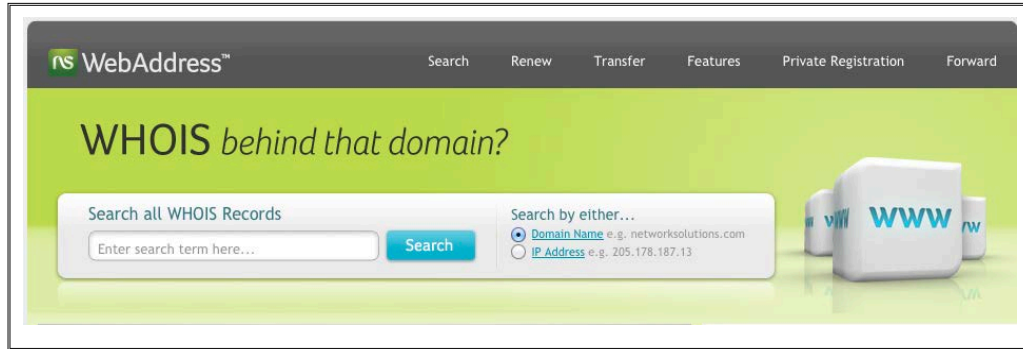 ns WebAddress™ Search Renew Transfer Features Private Registration Forward
WHOIS behind that domain?
Search all WHOIS Records
Enter search term here... Search
Search by either...
Domain Name e.g. networksolutions.com
IP Address e.g. 205.178.187.13
WWW